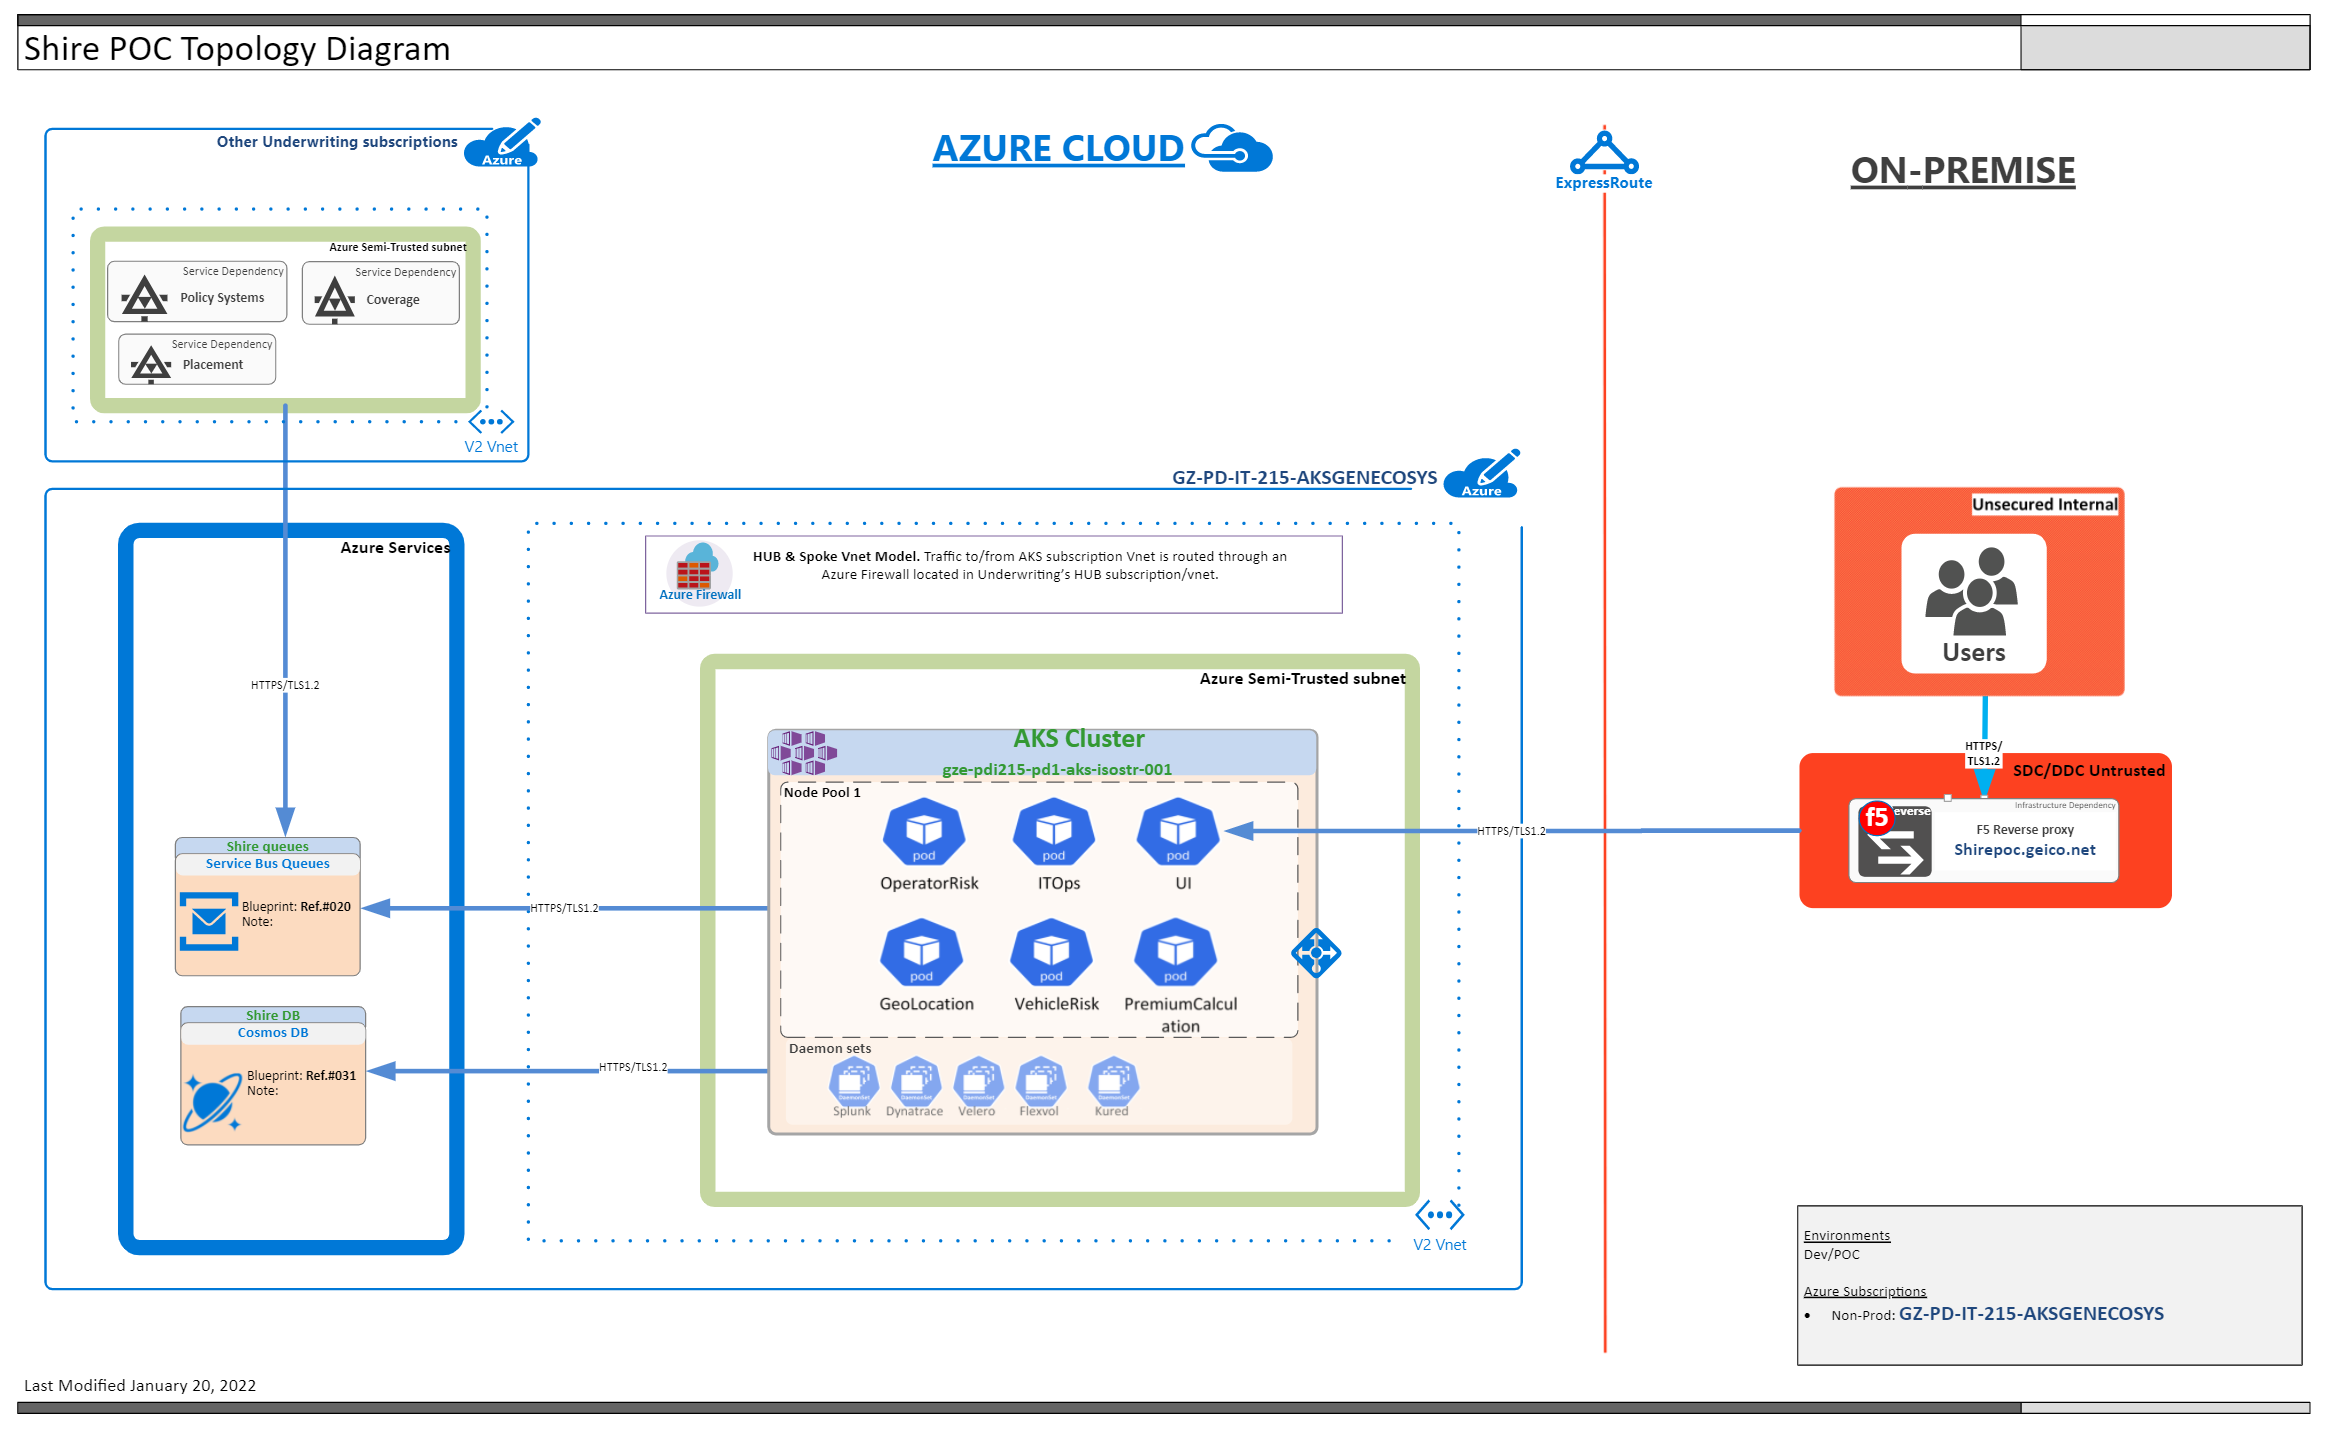 Shire POC Topology Diagram
Other Underwriting subscriptions
Azure
AZURE CLOUD
ExpressRoute
ON-PREMISE
Azure Semi-Trusted subnet
Service Dependency
Policy Systems
Service Dependency
Coverage
Service Dependency
Placement
V2 Vnet
GZ-PD-IT-215-AKSGENECOSYS
Azure
Azure Services
HTTPS/TLS1.2
Azure Firewall
HUB & Spoke Vnet Model. Traffic to/from AKS subscription Vnet is routed through an
Azure Firewall located in Underwriting's HUB subscription/vnet.
Azure Semi-Trusted subnet
AKS Cluster
gze-pdi215-pd1-aks-isostr-001
Node Pool 1
pod
OperatorRisk
pod
ITOps
pod
UI
pod
GeoLocation
pod
VehicleRisk
pod
PremiumCalcul
ation
Daemon sets
DaemonSet
Splunk
DaemonSet
Dynatrace
DaemonSet
Velero
DaemonSet
Flexvol
DaemonSet
Kured
Shire queues
Service Bus Queues
Blueprint: Ref.#020
Note:
HTTPS/TLS1.2
Shire DB
Cosmos DB
Blueprint: Ref.#031
Note:
HTTPS/TLS1.2
V2 Vnet
HTTPS/TLS1.2
Unsecured Internal
Users
HTTPS/
TLS1.2
SDC/DDC Untrusted
Infrastructure Dependency
f5
everse
F5 Reverse proxy
Shirepoc.geico.net
Environments
Dev/POC
Azure Subscriptions
• Non-Prod: GZ-PD-IT-215-AKSGENECOSYS
Last Modified January 20, 2022